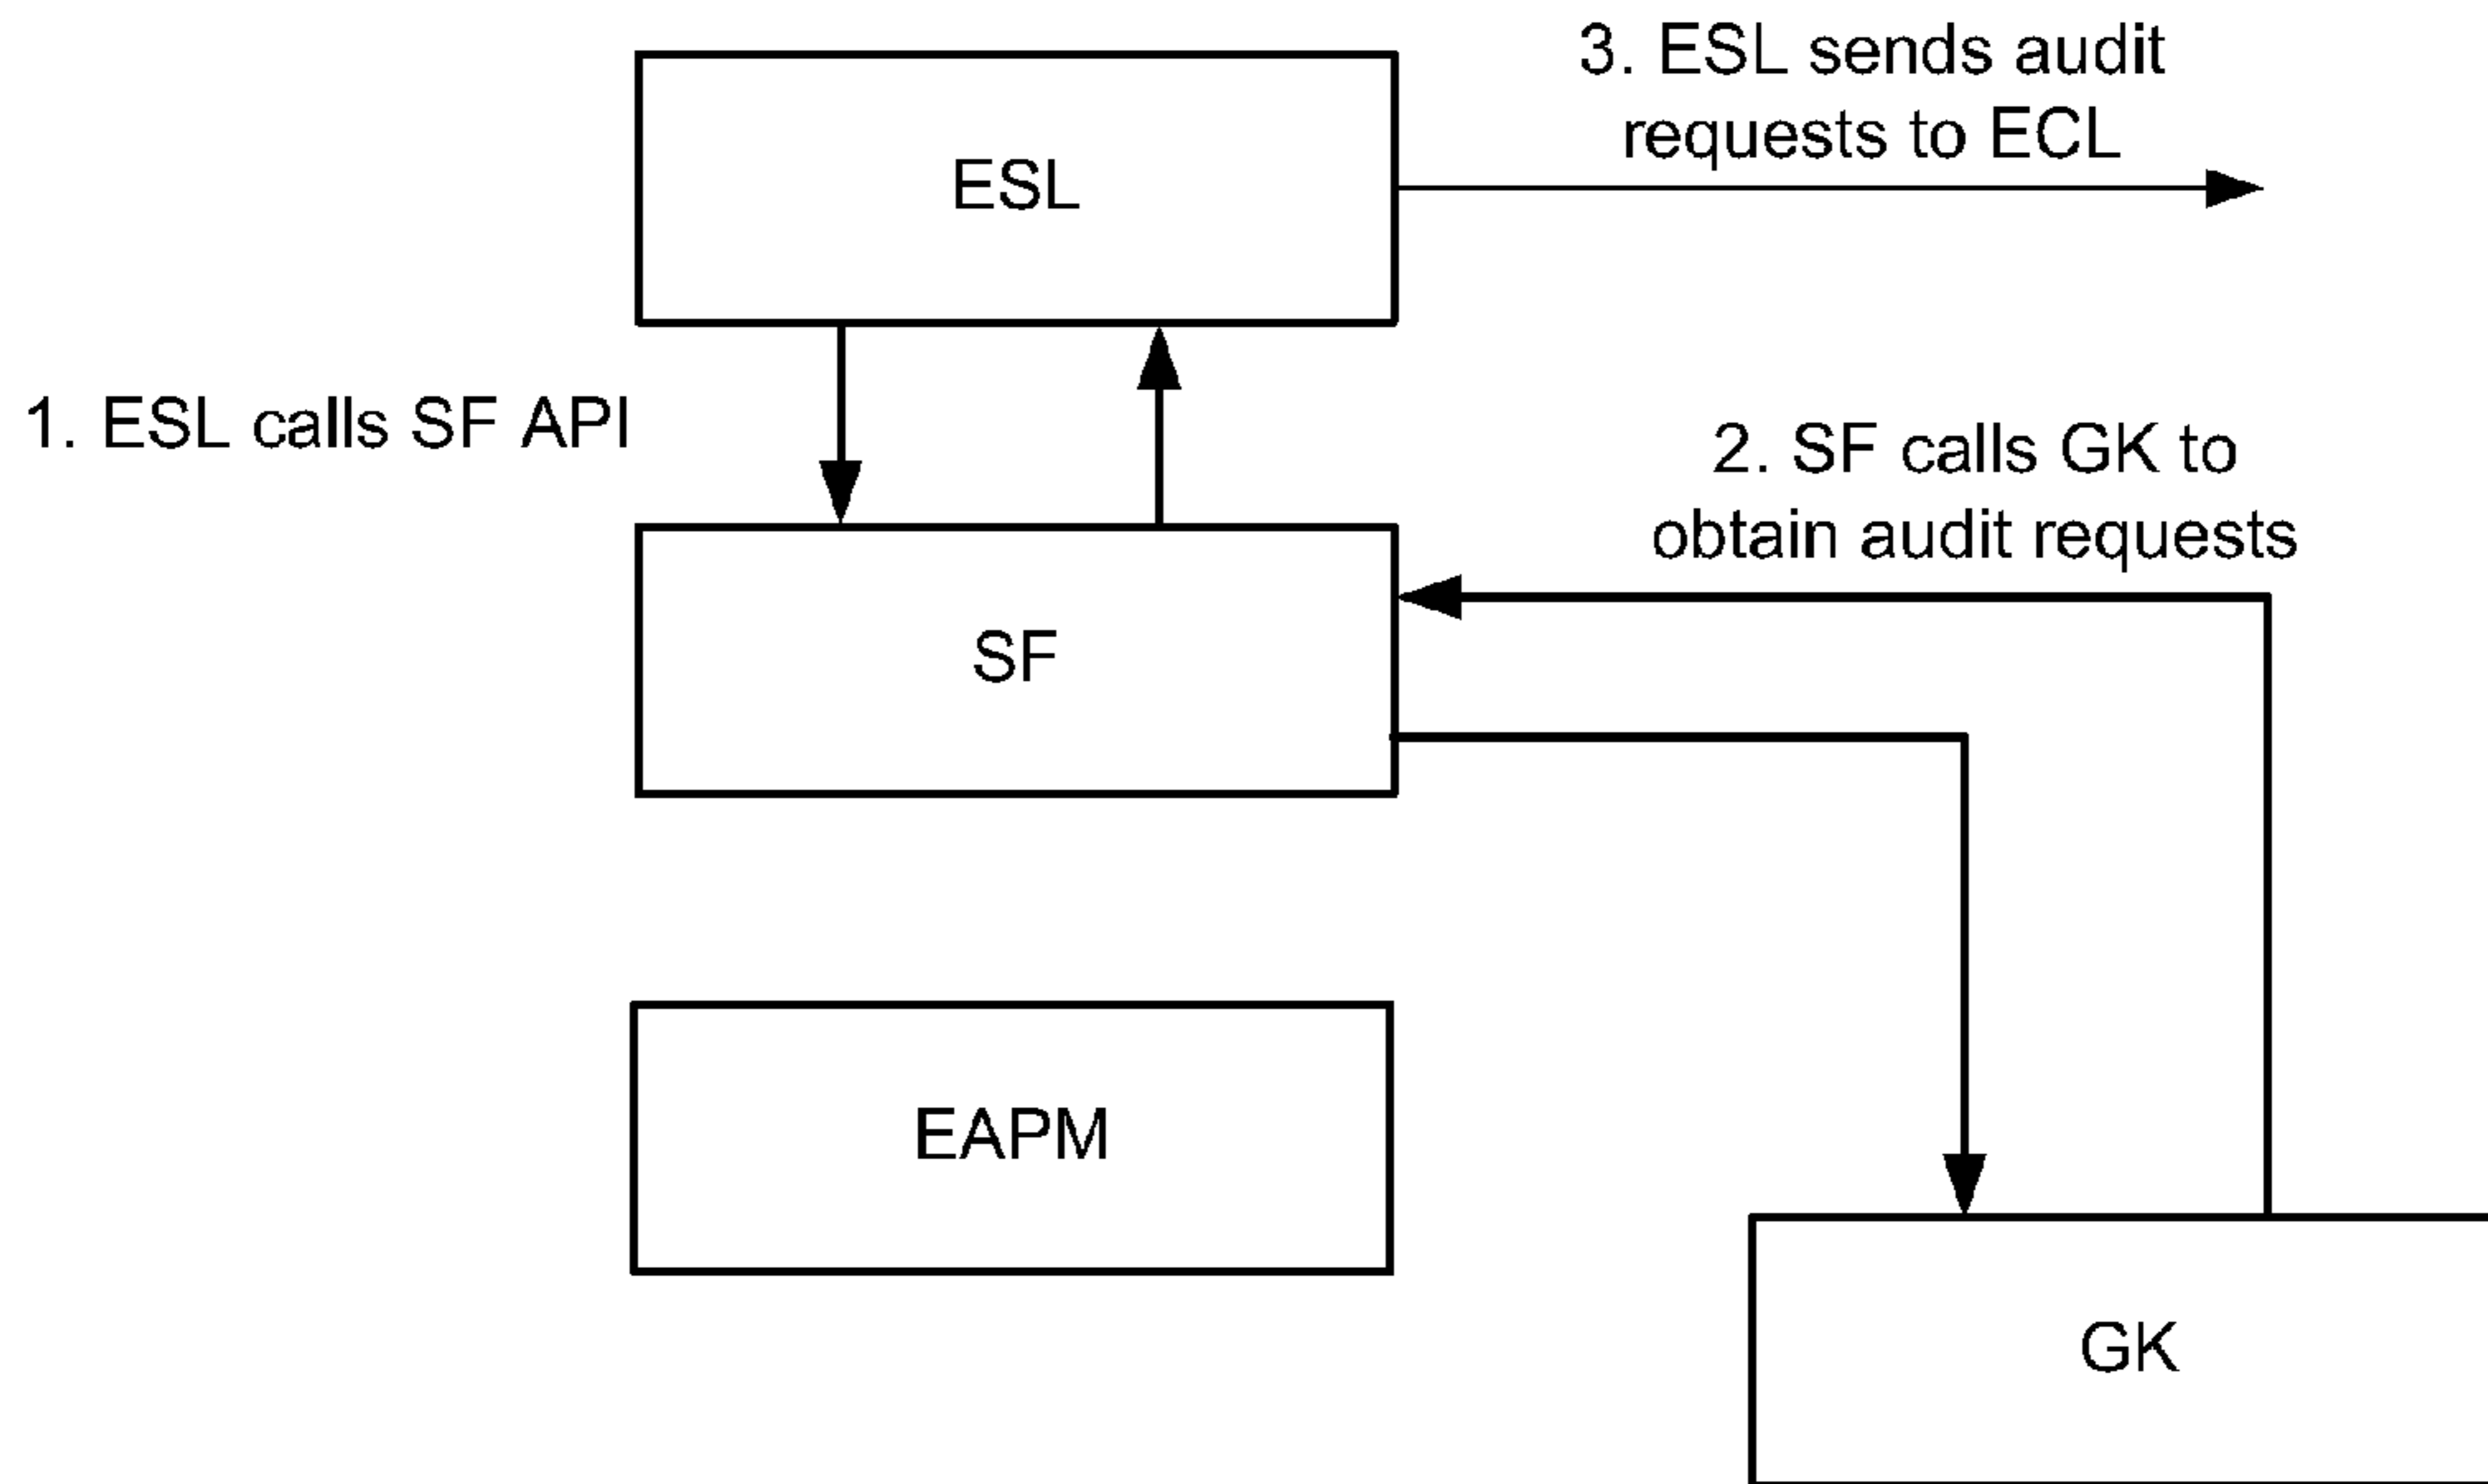 3. ESL sends audit
requests to ECL
ESL
1. ESL calls SF API
2. SF calls GK to
obtain audit requests
SF
EAPM
GK